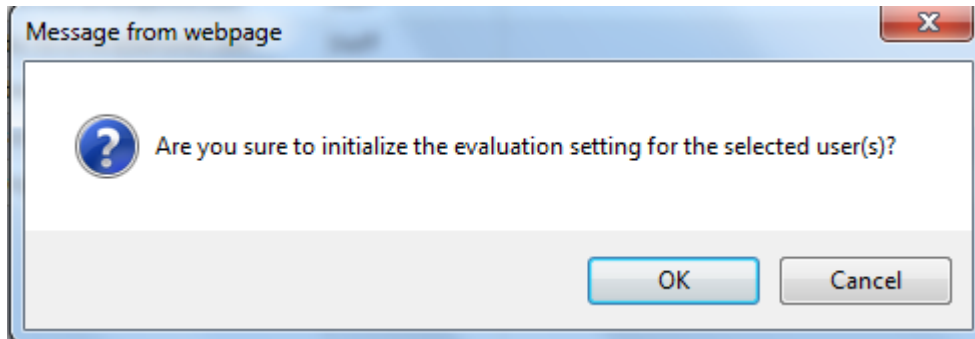 Message from webpage
Are you sure to initialize the evaluation setting for the selected user(s)?
OK
Cancel